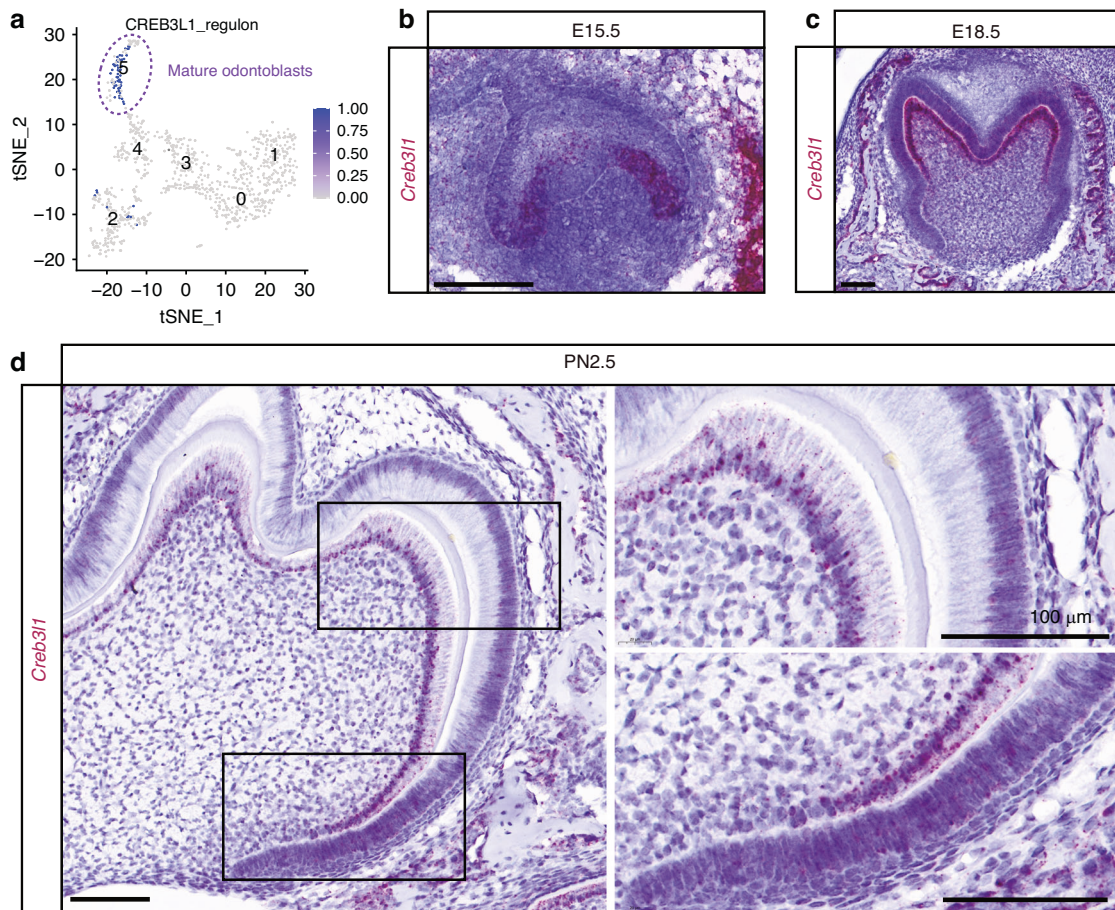 a
CREB3L1_regulon
30
20
10
0
−10
−20
tSNE_2
5
Mature odontoblasts
4
3
1
0
2
1.00
0.75
0.50
0.25
0.00
−20 −10 0 10 20 30
tSNE_1
b
E15.5
Creb3l1
c
E18.5
Creb3l1
d
PN2.5
Creb3l1
100 μm